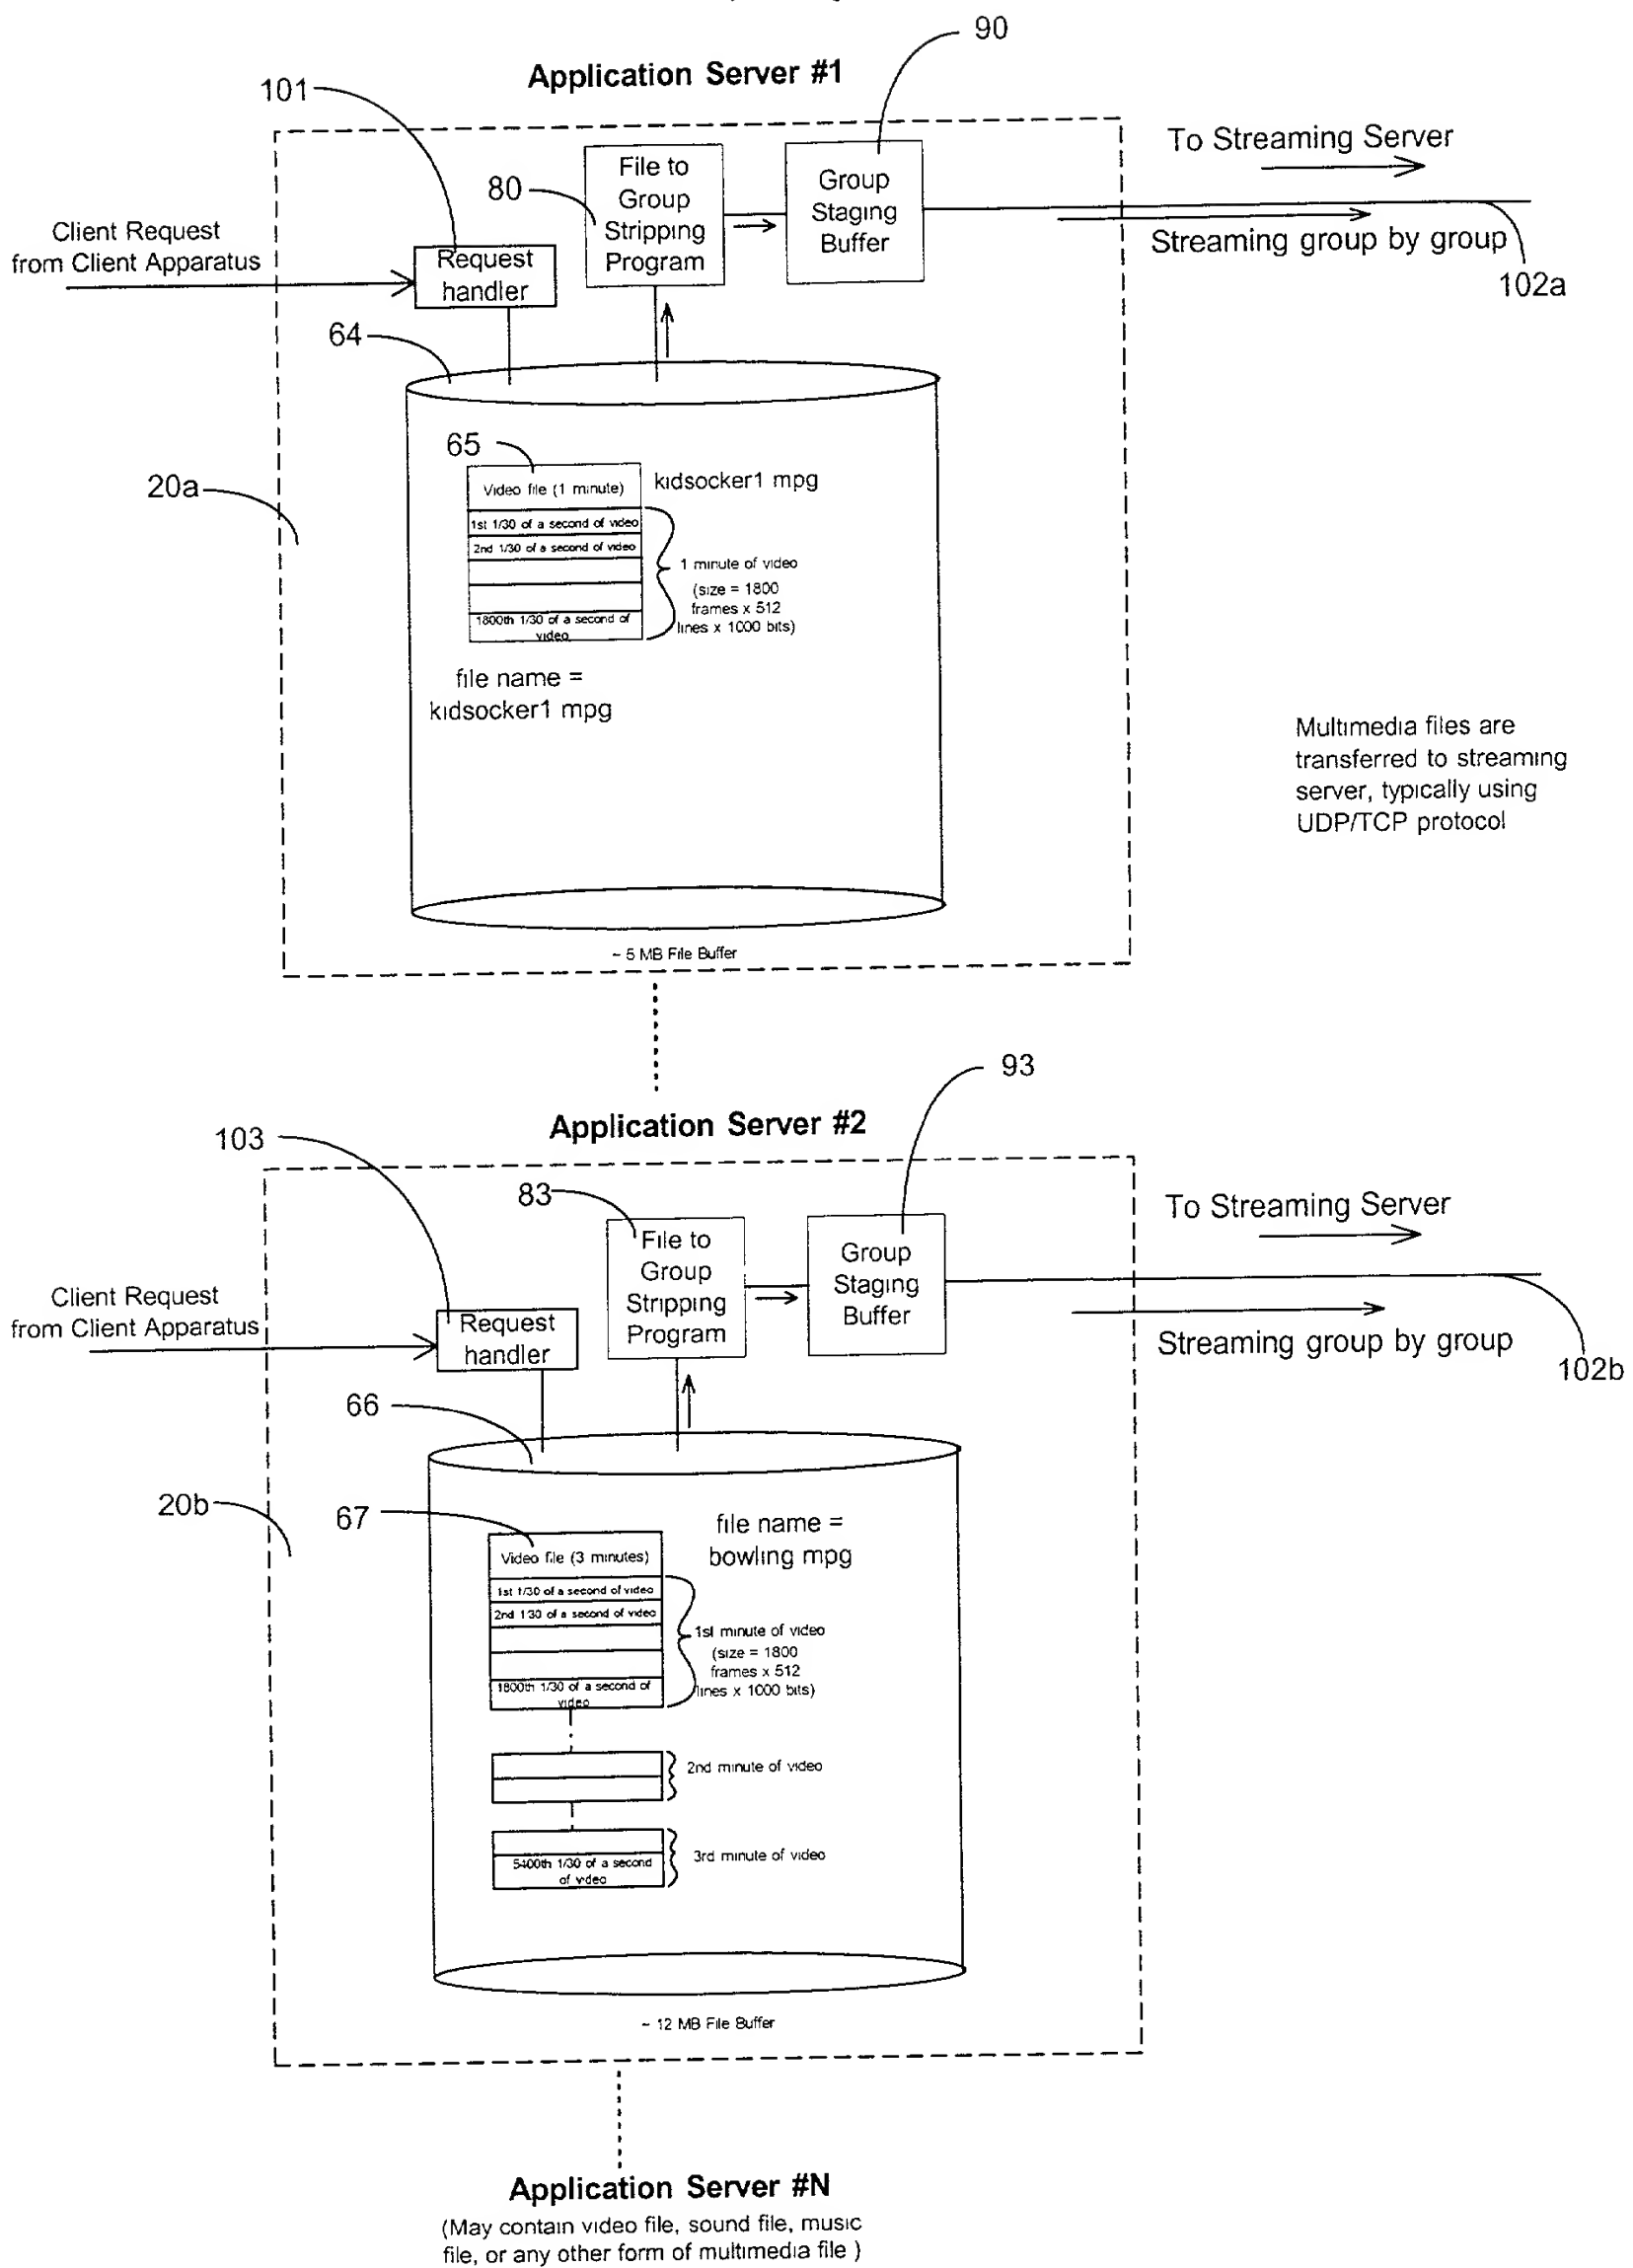 90
Application Server #1
101
To Streaming Server
File to
Group
Stripping
Program
80
Group
Staging
Buffer
Client Request
from Client Apparatus
Request
handler
Streaming group by group
102a
64
65
20a
Video file (1 minute)
kidsocker1 mpg
1st 1/30 of a second of video
2nd 1/30 of a second of video
1800th 1/30 of a second of
video
1 minute of video
(size = 1800
frames x 512
lines x 1000 bits)
file name =
kidsocker1 mpg
Multimedia files are
transferred to streaming
server, typically using
UDP/TCP protocol
~ 5 MB File Buffer
93
Application Server #2
103
83
To Streaming Server
File to
Group
Stripping
Program
Group
Staging
Buffer
Client Request
from Client Apparatus
Request
handler
Streaming group by group
102b
66
20b
67
file name =
bowling mpg
Video file (3 minutes)
1st 1/30 of a second of video
2nd 1/30 of a second of video
1800th 1/30 of a second of
video
1st minute of video
(size = 1800
frames x 512
lines x 1000 bits)
2nd minute of video
5400th 1/30 of a second
of video
3rd minute of video
~ 12 MB File Buffer
Application Server #N
(May contain video file, sound file, music
file, or any other form of multimedia file )